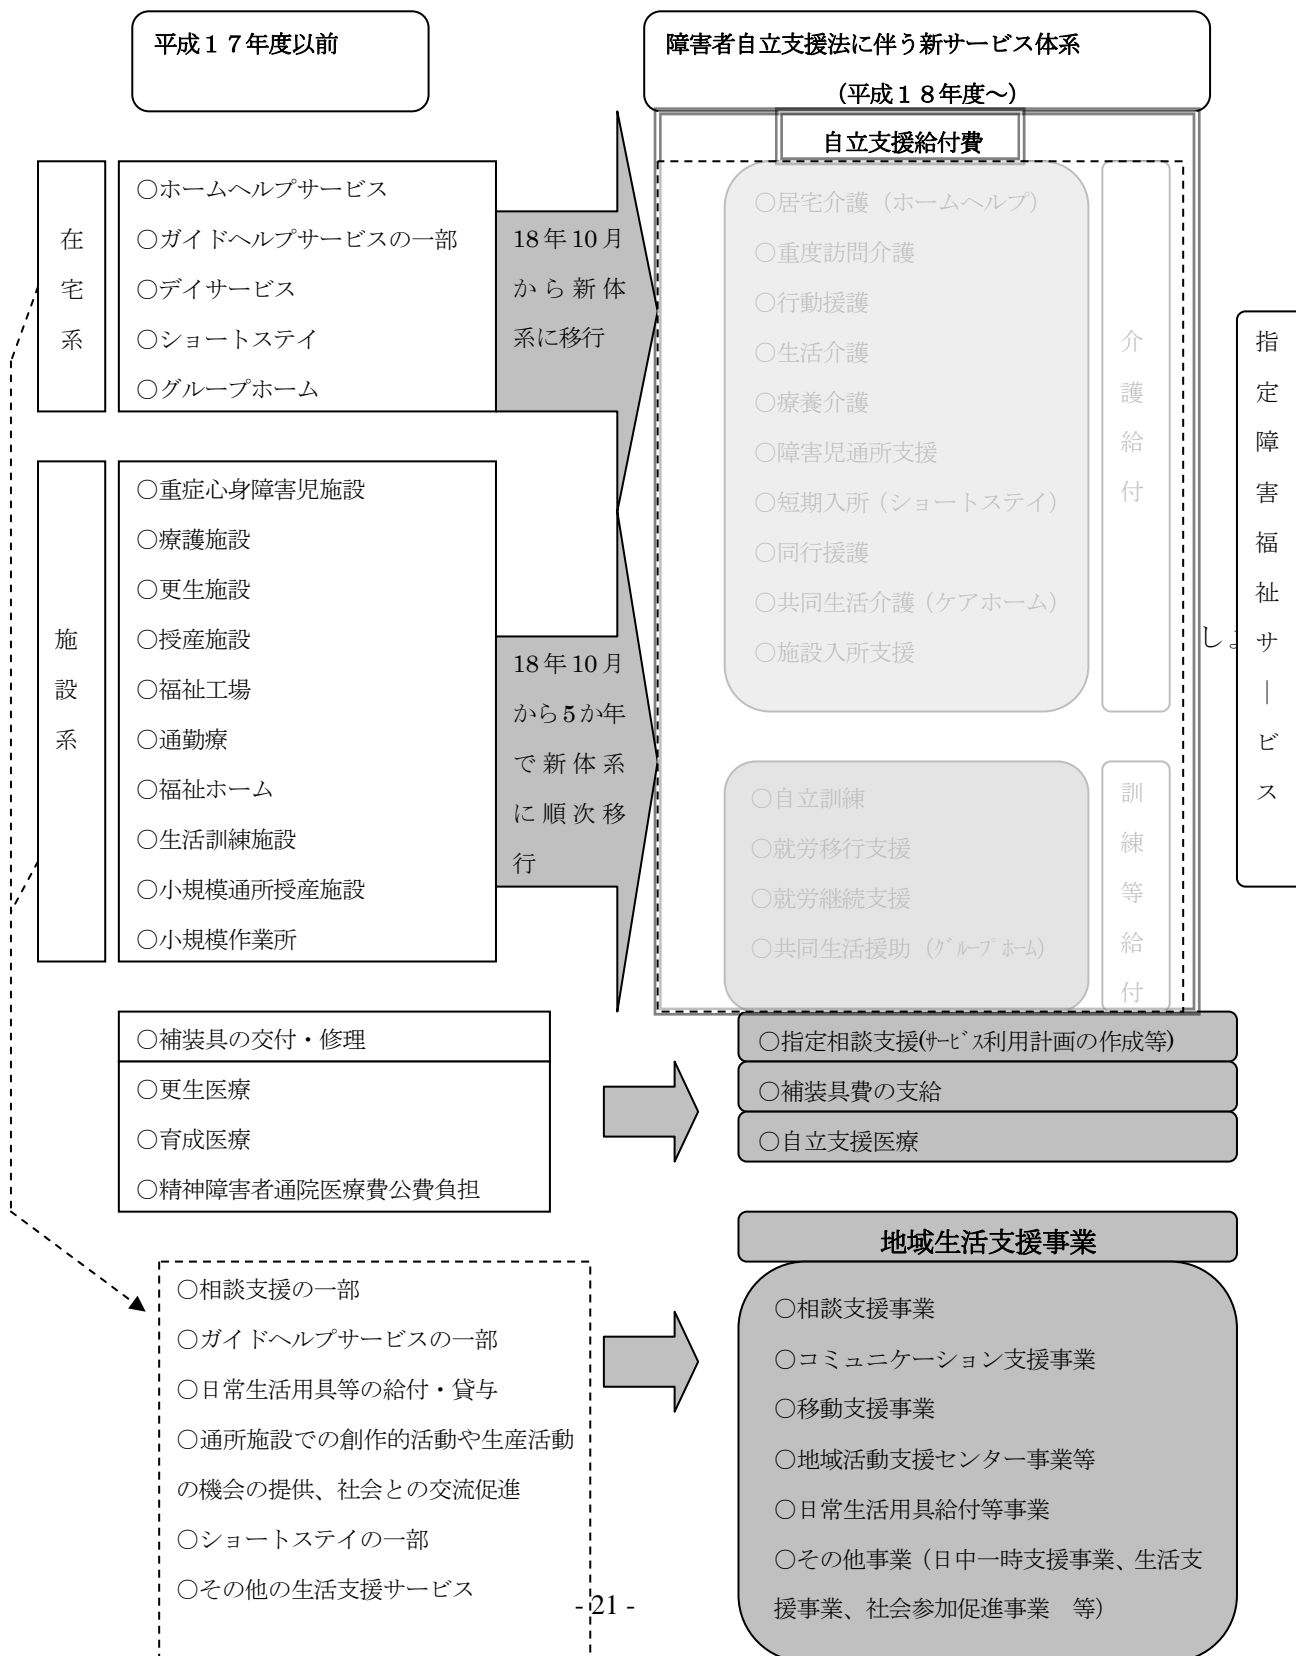 平成１７年度以前
障害者自立支援法に伴う新サービス体系
(平成１８年度～)
自立支援給付費
在宅系
○ホームヘルプサービス
○ガイドヘルプサービスの一部
○デイサービス
○ショートステイ
○グループホーム
18年10月
から新体
系に移行
施設系
○重症心身障害児施設
○療護施設
○更生施設
○授産施設
○福祉工場
○通勤療
○福祉ホーム
○生活訓練施設
○小規模通所授産施設
○小規模作業所
18年10月
から5か年
で新体系
に順次移
行
○居宅介護（ホームヘルプ）
○重度訪問介護
○行動援護
○生活介護
○療養介護
○障害児通所支援
○短期入所（ショートステイ）
○同行援護
○共同生活介護（ケアホーム）
○施設入所支援
介護給付
○自立訓練
○就労移行支援
○就労継続支援
○共同生活援助（ｸﾞﾙｰﾌﾟﾎｰﾑ）
訓練等給付
し
指定障害福祉サービス
○補装具の交付・修理
○更生医療
○育成医療
○精神障害者通院医療費公費負担
○指定相談支援(ｻｰﾋﾞｽ利用計画の作成等)
○補装具費の支給
○自立支援医療
○相談支援の一部
○ガイドヘルプサービスの一部
○日常生活用具等の給付・貸与
○通所施設での創作的活動や生産活動
の機会の提供、社会との交流促進
○ショートステイの一部
○その他の生活支援サービス
地域生活支援事業
○相談支援事業
○コミュニケーション支援事業
○移動支援事業
○地域活動支援センター事業等
○日常生活用具給付等事業
○その他事業（日中一時支援事業、生活支
援事業、社会参加促進事業　等）
- 21 -